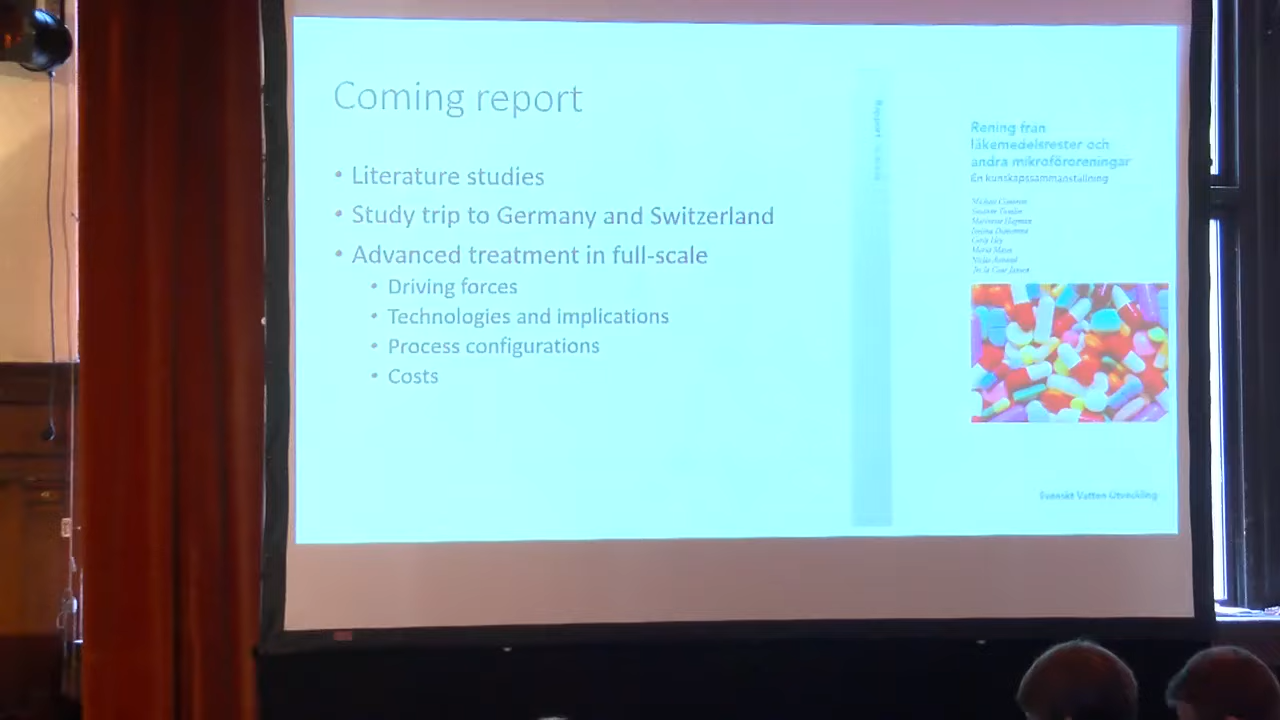 Coming report
• Literature studies
• Study trip to Germany and Switzerland
• Advanced treatment in full-scale
• Driving forces
• Technologies and implications
• Process configurations
• Costs
Rapport
Rening från
läkemedelsrester och
andra mikroföroreningar
En kunskapssammanställning
Svenskt Vatten Utveckling